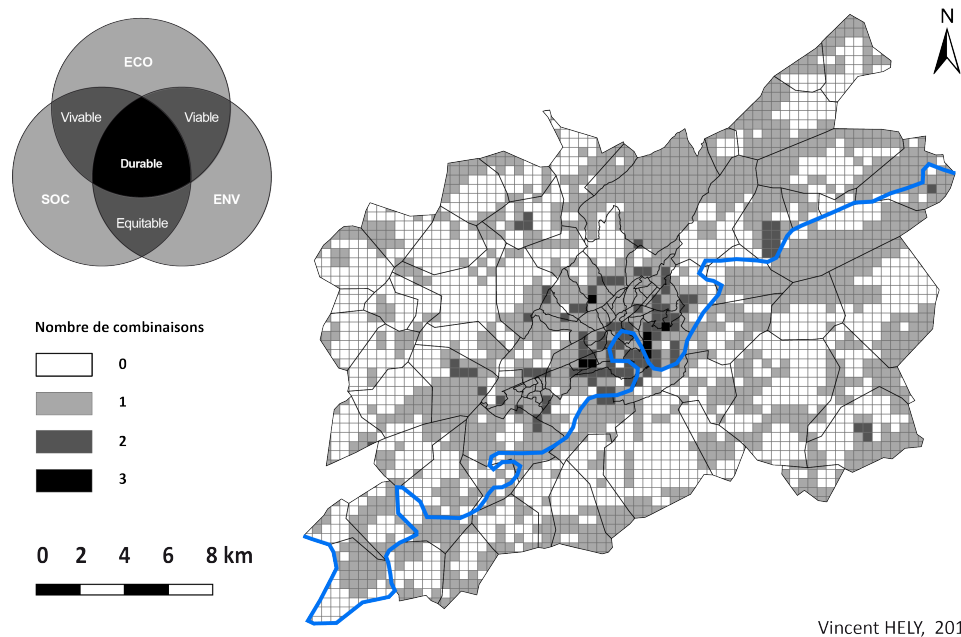 ECO
Vivable
Viable
Durable
SOC
ENV
Equitable
Nombre de combinaisons
0
1
2
3
0 2 4 6 8 km
N
Vincent HELY, 201